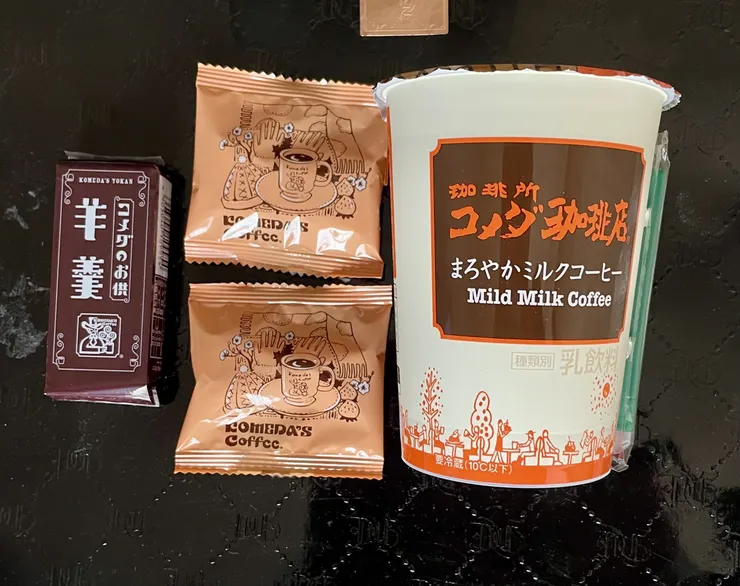 KOMEDA'S YOKAN
コメダのお供
羊羹
KOMEDA'S
Coffee.
KOMEDA'S
Coffee.
珈琲所
コメダ珈琲店
まろやかミルクコーヒー
Mild Milk Coffee
種類別 乳飲料
要冷蔵(10℃以下)